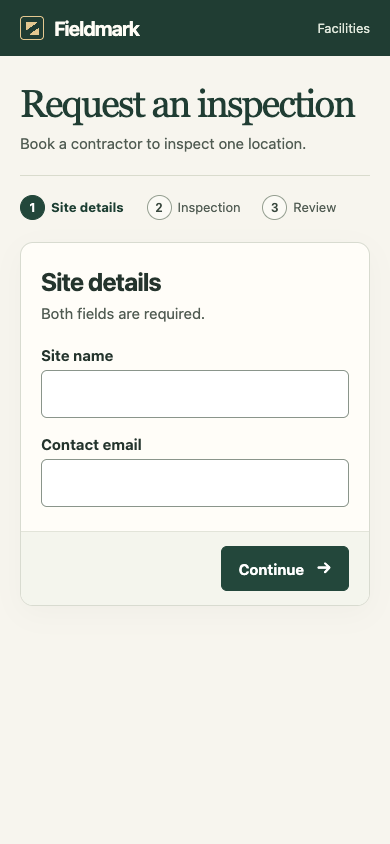 Fieldmark
Facilities
Request an inspection
Book a contractor to inspect one location.
1 Site details 2 Inspection 3 Review
Site details
Both fields are required.
Site name
Contact email
Continue →